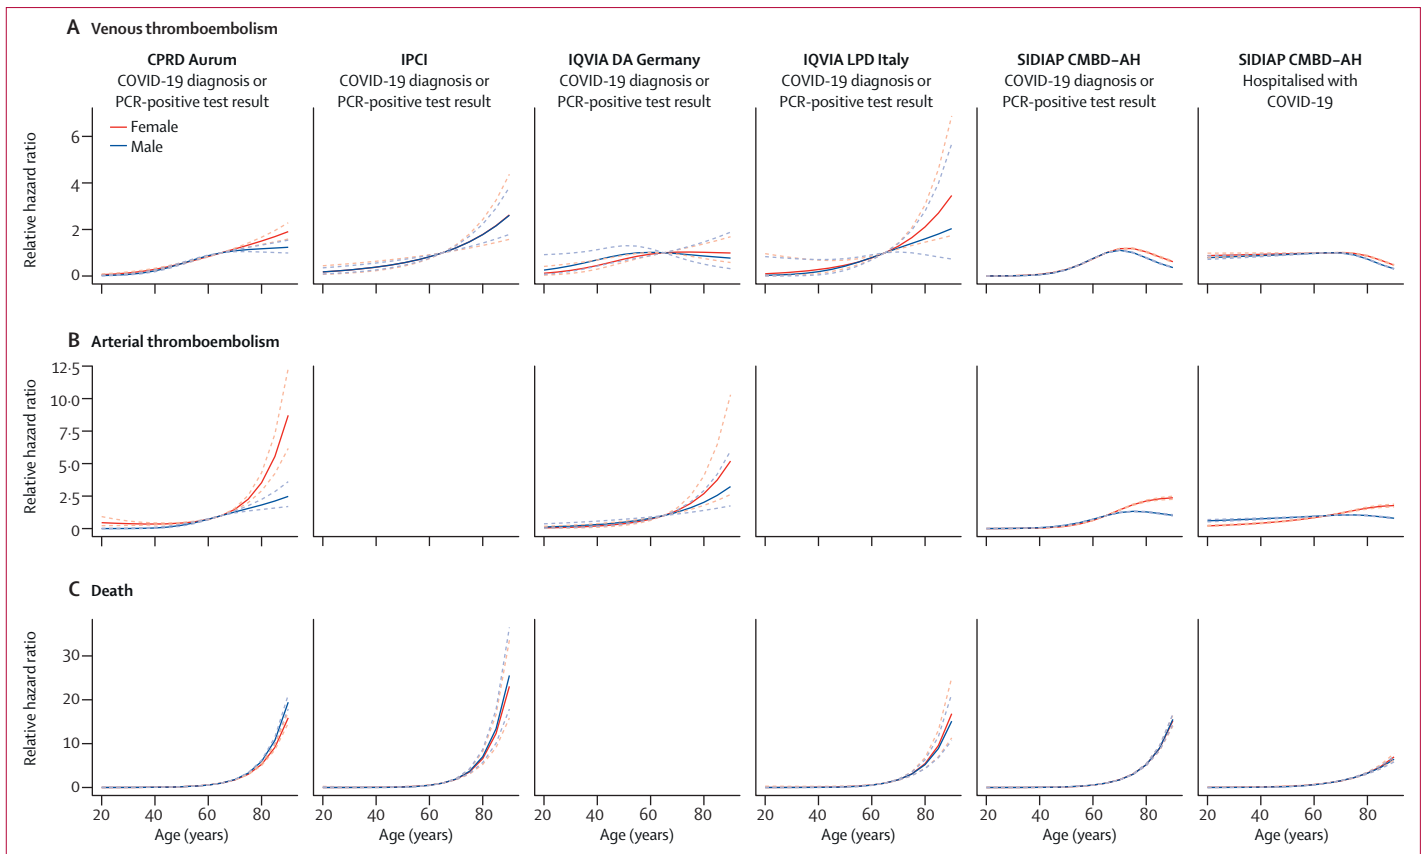 A Venous thromboembolism
CPRD Aurum
COVID-19 diagnosis or
PCR-positive test result
IPCI
COVID-19 diagnosis or
PCR-positive test result
IQVIA DA Germany
COVID-19 diagnosis or
PCR-positive test result
IQVIA LPD Italy
COVID-19 diagnosis or
PCR-positive test result
SIDIAP CMBD–AH
COVID-19 diagnosis or
PCR-positive test result
SIDIAP CMBD–AH
Hospitalised with
COVID-19
Female
Male
Relative hazard ratio
6
4
2
0
B Arterial thromboembolism
Relative hazard ratio
12·5
10·0
7·5
5·0
2·5
0
C Death
Relative hazard ratio
30
20
10
0
20 40 60 80
Age (years)
20 40 60 80
Age (years)
20 40 60 80
Age (years)
20 40 60 80
Age (years)
20 40 60 80
Age (years)
20 40 60 80
Age (years)